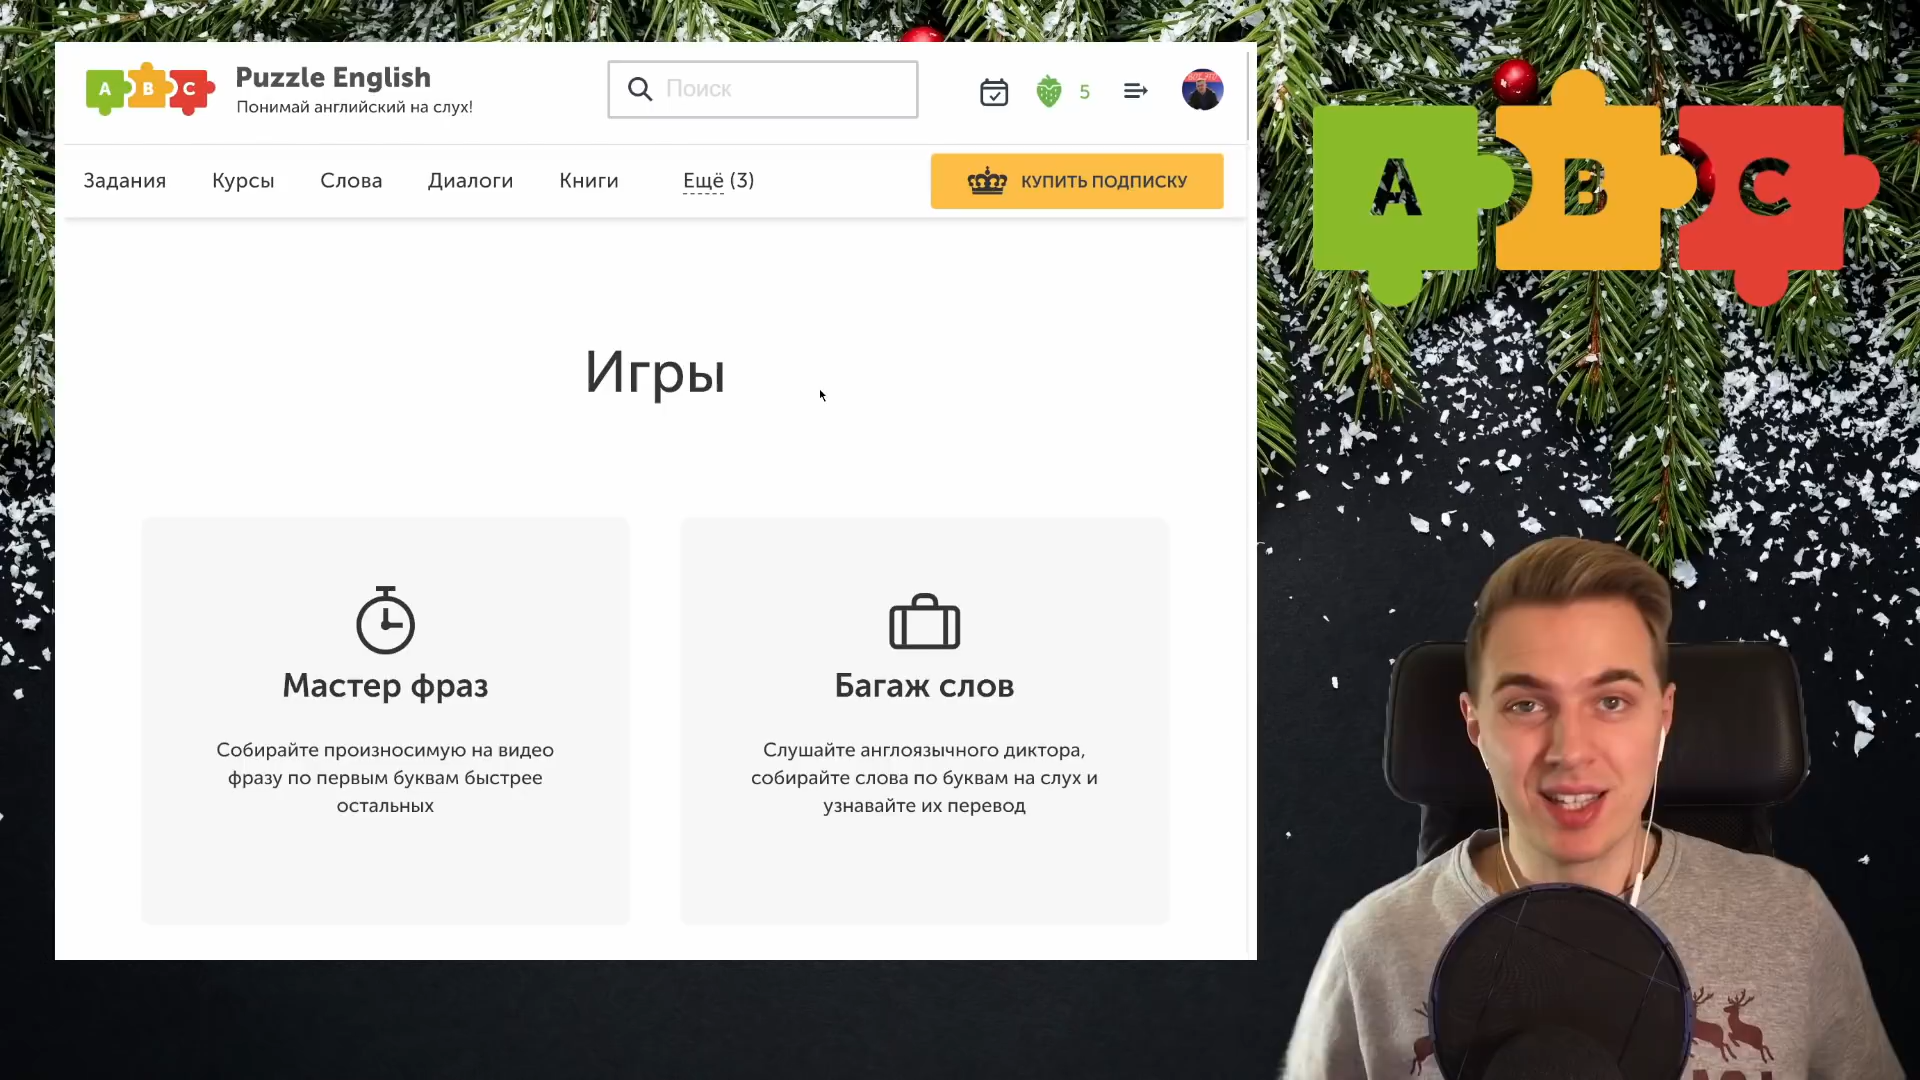 A B C
Puzzle English
Понимай английский на слух!
Поиск
5
Задания
Курсы
Слова
Диалоги
Книги
Ещё (3)
КУПИТЬ ПОДПИСКУ
A B C
Игры
Мастер фраз
Собирайте произносимую на видео
фразу по первым буквам быстрее
остальных
Багаж слов
Слушайте англоязычного диктора,
собирайте слова по буквам на слух и
узнавайте их перевод